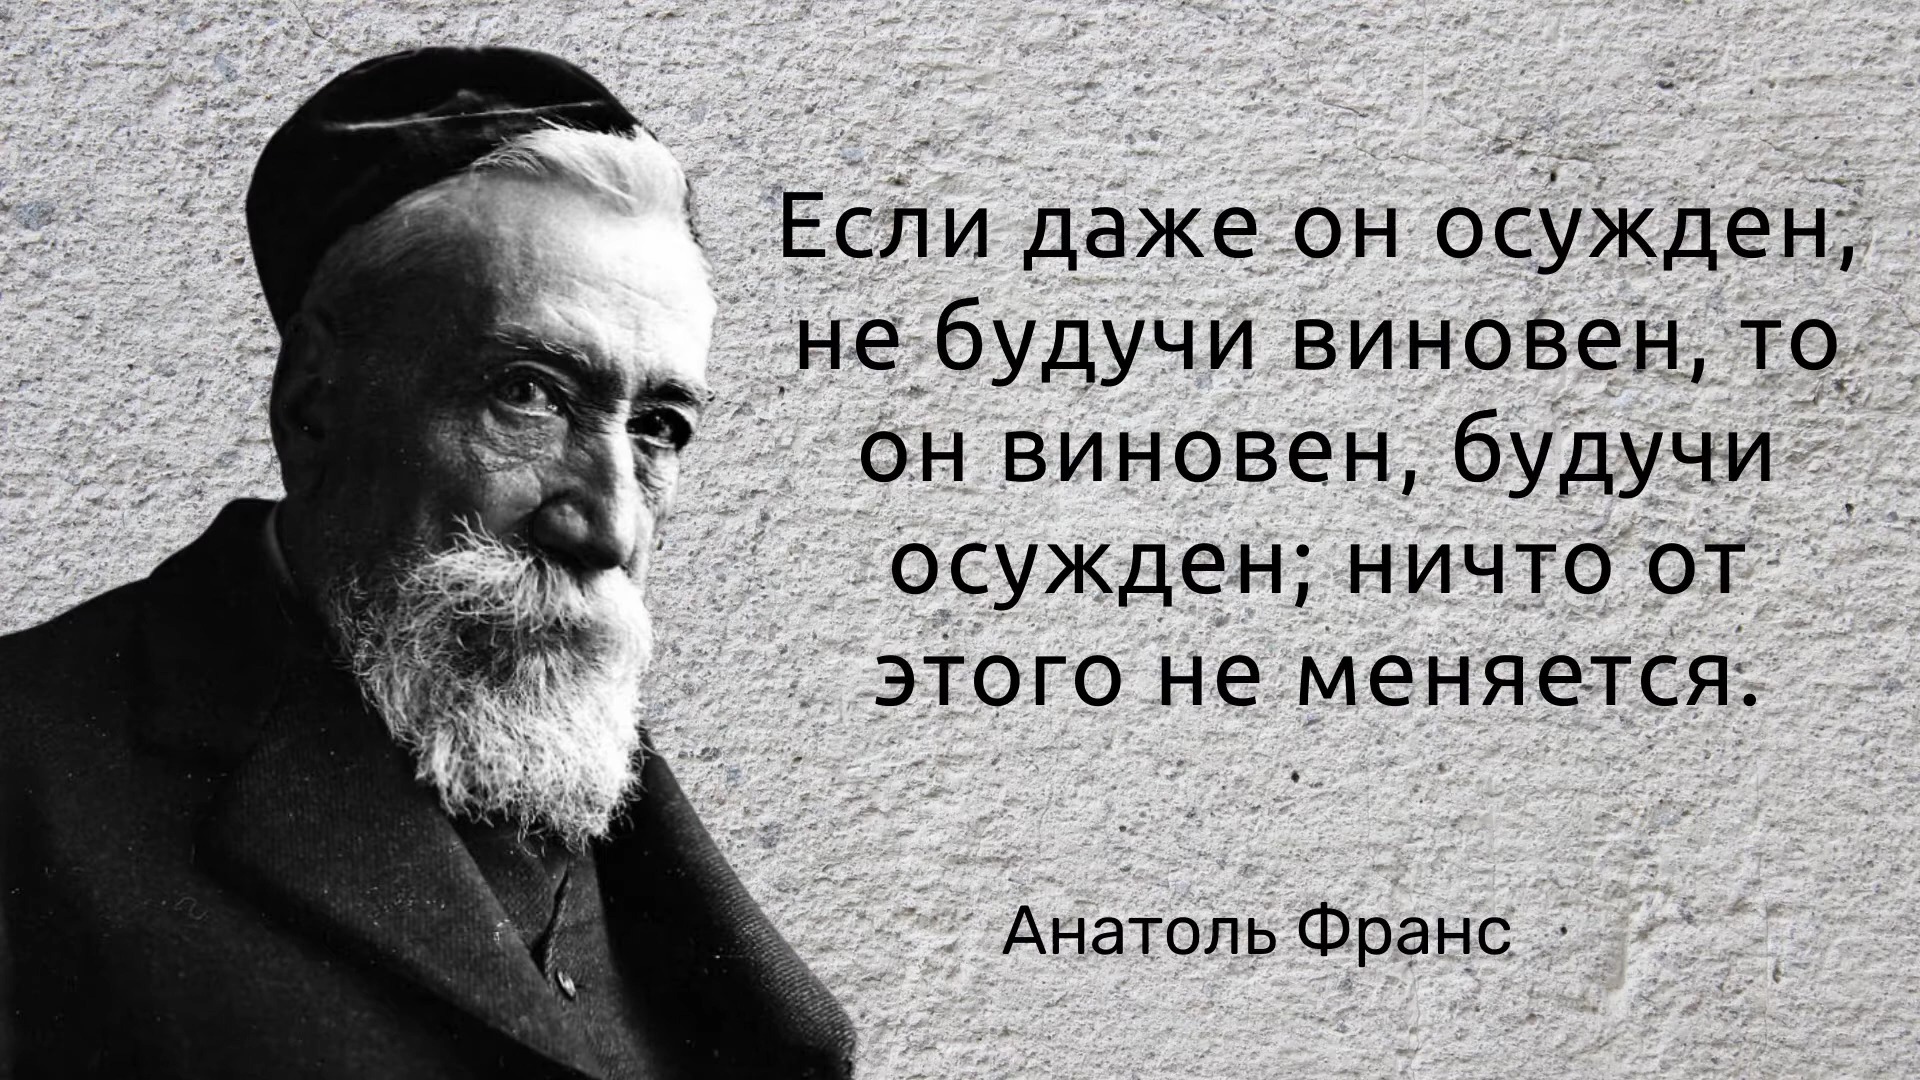 Если даже он осужден,
не будучи виновен, то
он виновен, будучи
осужден; ничто от
этого не меняется.
Анатоль Франс